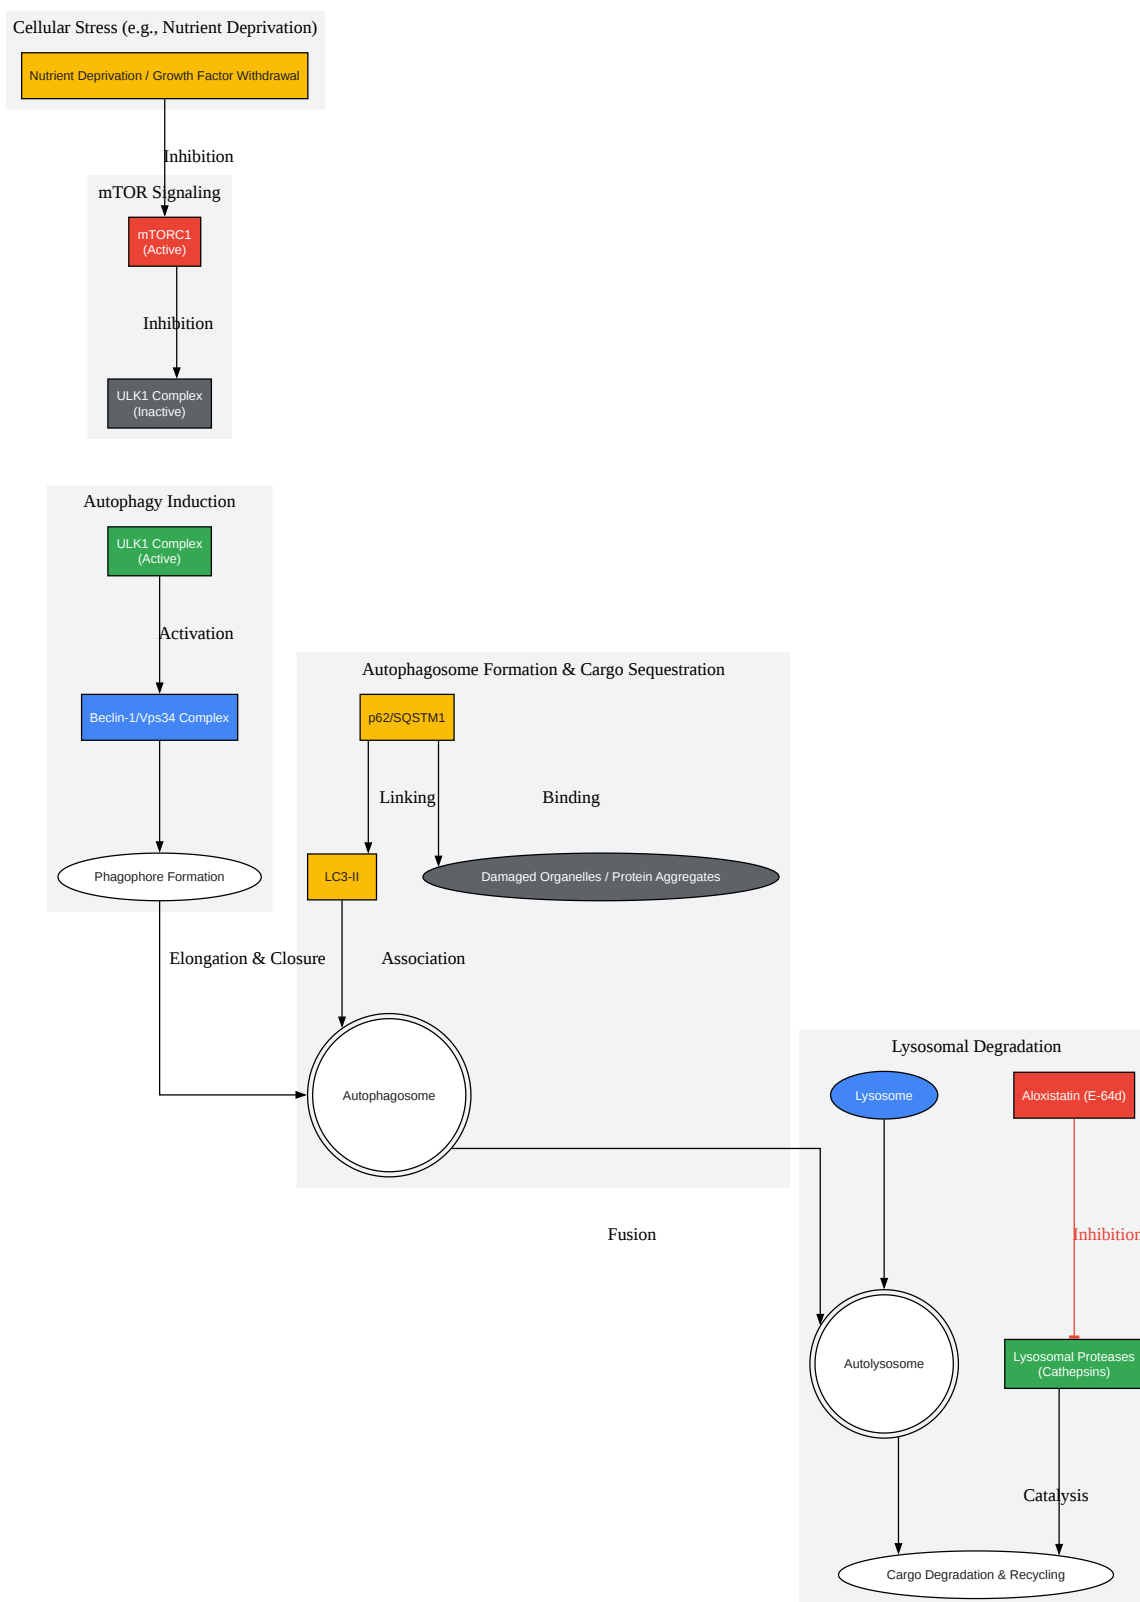 Cellular Stress (e.g., Nutrient Deprivation)
Nutrient Deprivation / Growth Factor Withdrawal
Inhibition
mTOR Signaling
mTORC1
(Active)
Inhibition
ULK1 Complex
(Inactive)
Autophagy Induction
ULK1 Complex
(Active)
Activation
Beclin-1/Vps34 Complex
Phagophore Formation
Elongation & Closure
Autophagosome Formation & Cargo Sequestration
p62/SQSTM1
Linking
Binding
LC3-II
Damaged Organelles / Protein Aggregates
Association
Autophagosome
Fusion
Lysosomal Degradation
Lysosome
Aloxistatin (E-64d)
Inhibition
Autolysosome
Lysosomal Proteases
(Cathepsins)
Catalysis
Cargo Degradation & Recycling